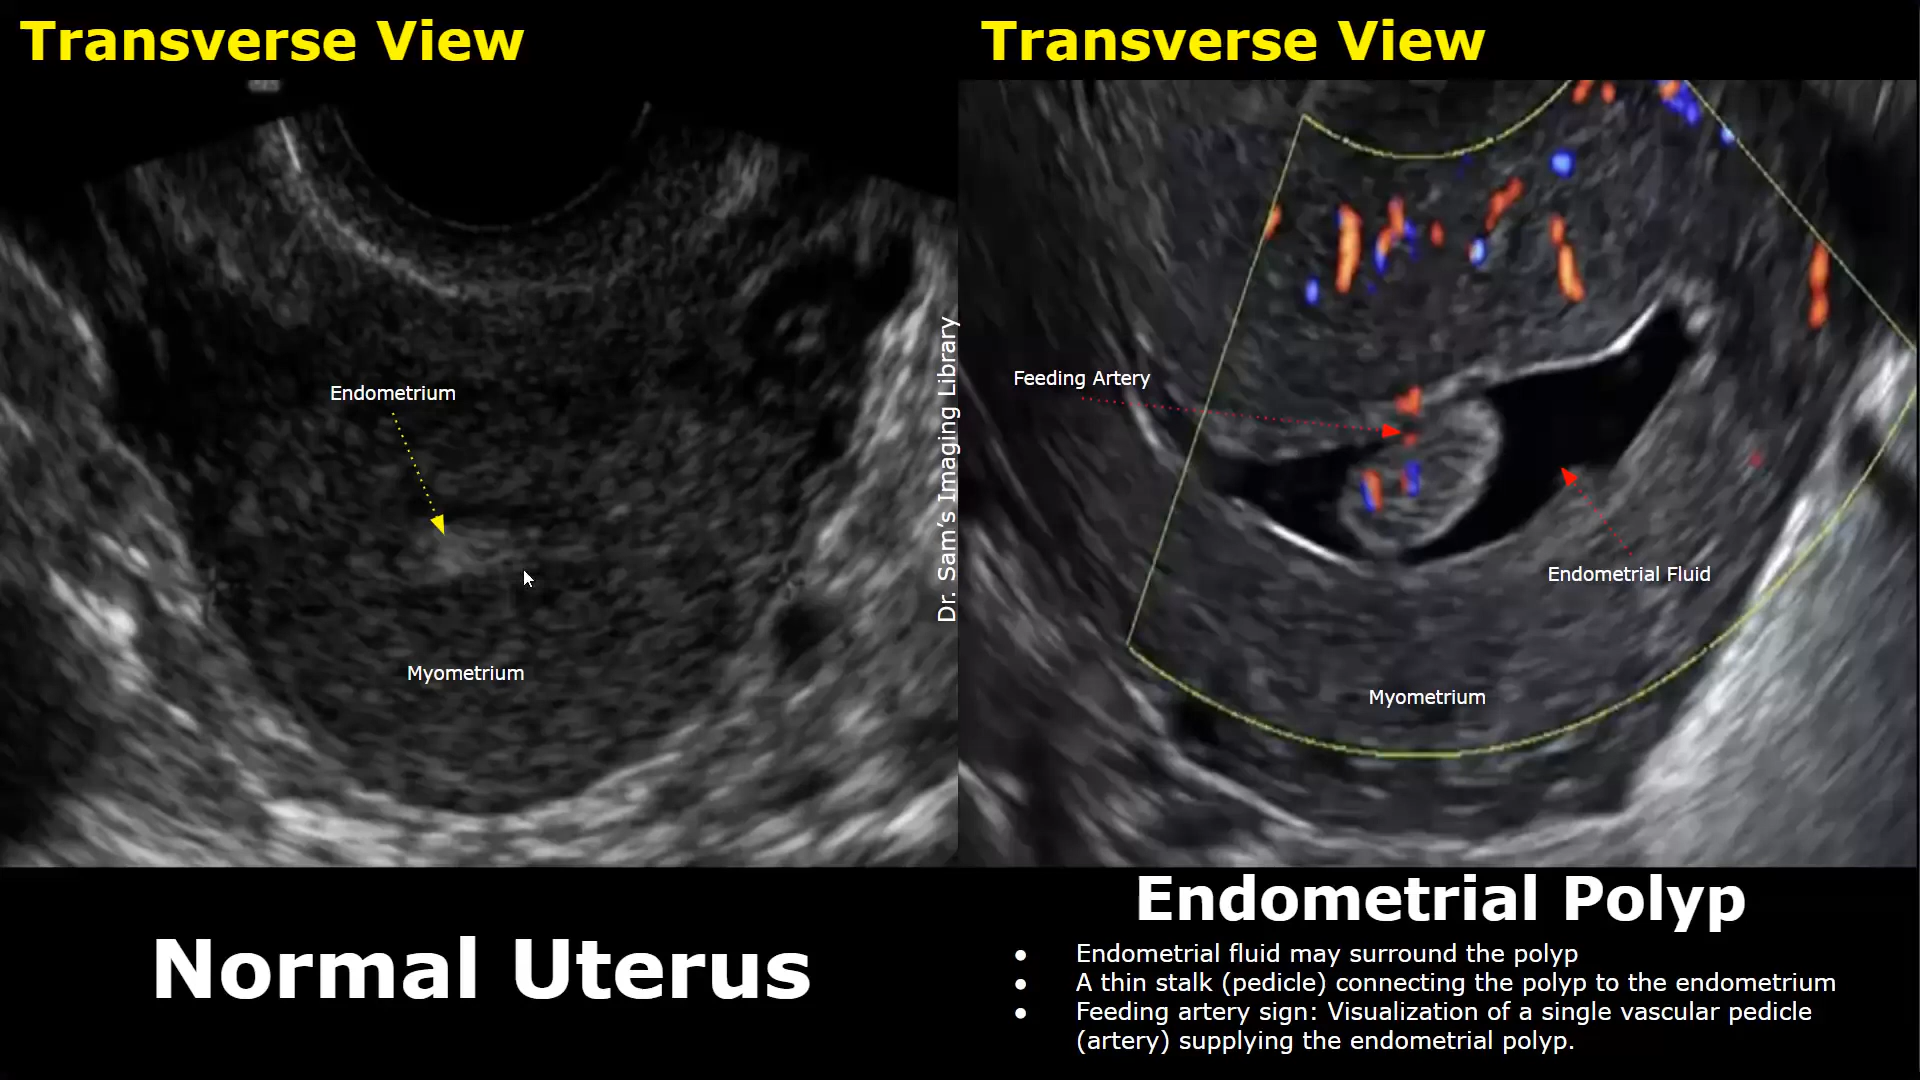 Transverse View
Endometrium
Myometrium
Normal Uterus
Dr. Sam's Imaging Library
Transverse View
Feeding Artery
Endometrial Fluid
Myometrium
Endometrial Polyp
● Endometrial fluid may surround the polyp
● A thin stalk (pedicle) connecting the polyp to the endometrium
● Feeding artery sign: Visualization of a single vascular pedicle
(artery) supplying the endometrial polyp.